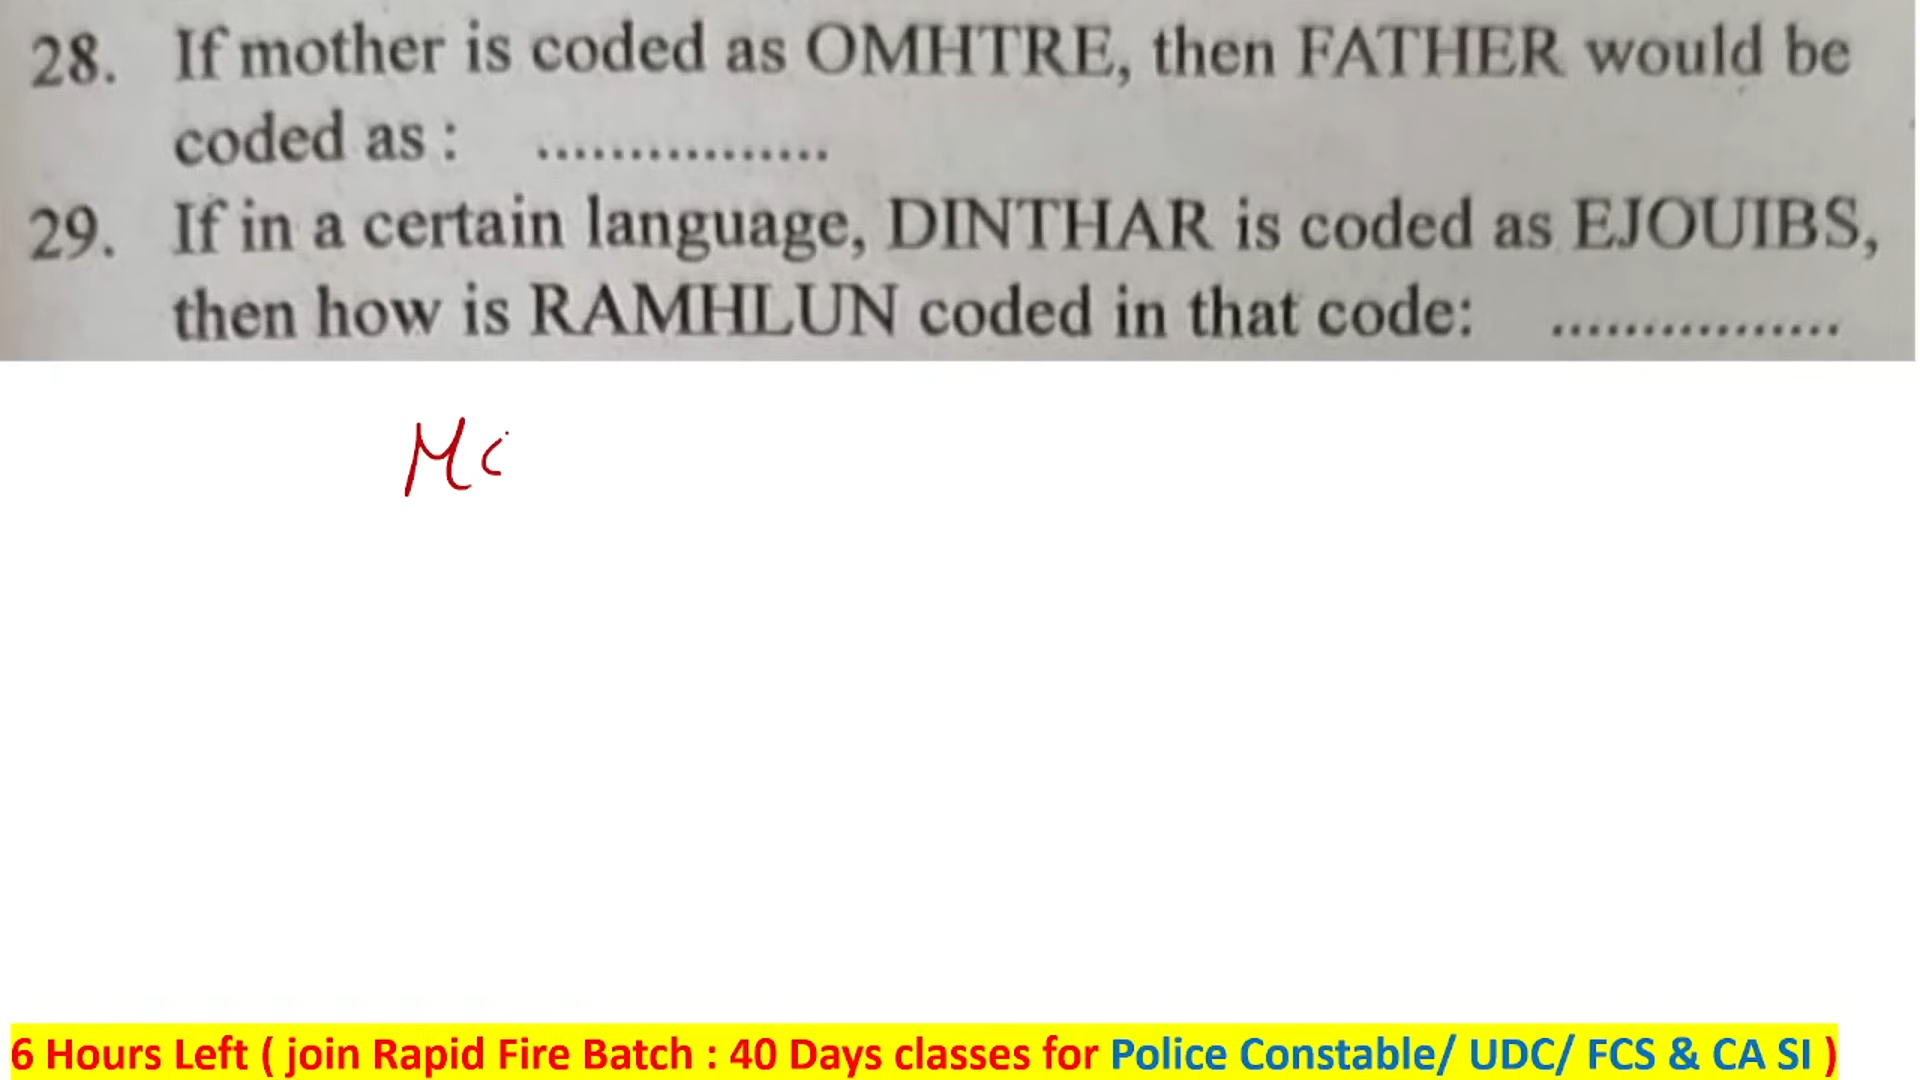 28. If mother is coded as OMHTRE, then FATHER would be
coded as : ................
29. If in a certain language, DINTHAR is coded as EJOUIBS,
then how is RAMHLUN coded in that code: ................
M
6 Hours Left ( join Rapid Fire Batch : 40 Days classes for Police Constable/ UDC/ FCS & CA SI )